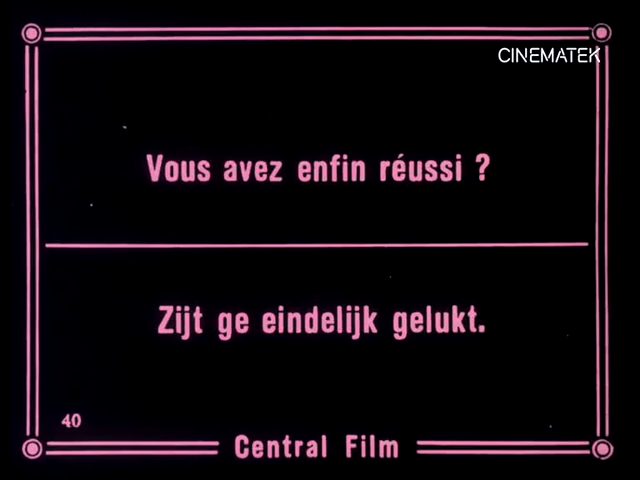 CINEMATEK
Vous avez enfin réussi ?
Zijt ge eindelijk gelukt.
40
Central Film